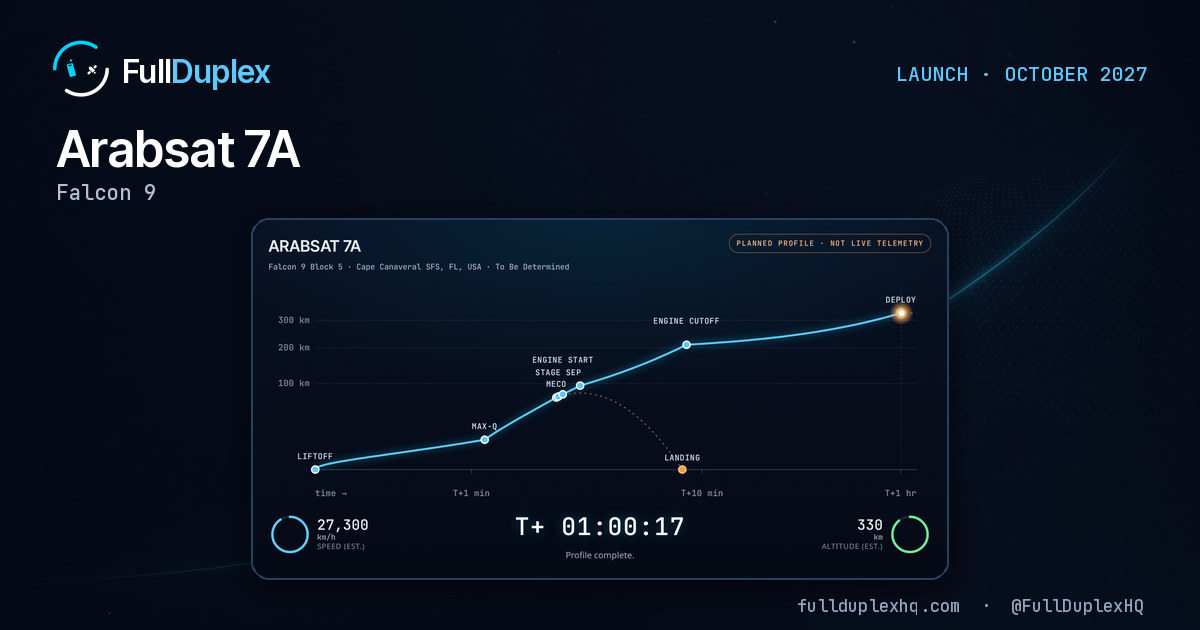 FullDuplex
LAUNCH · OCTOBER 2027
Arabsat 7A
Falcon 9
ARABSAT 7A
PLANNED PROFILE · NOT LIVE TELEMETRY
Falcon 9 Block 5 · Cape Canaveral SFS, FL, USA · To Be Determined
DEPLOY
300 km
ENGINE CUTOFF
200 km
ENGINE START
STAGE SEP
100 km
MECO
MAX-Q
LIFTOFF
LANDING
time →
T+1 min
T+10 min
T+1 hr
27,300
km/h
SPEED (EST.)
T+ 01:00:17
Profile complete.
330
km
ALTITUDE (EST.)
fullduplexhq.com · @FullDuplexHQ